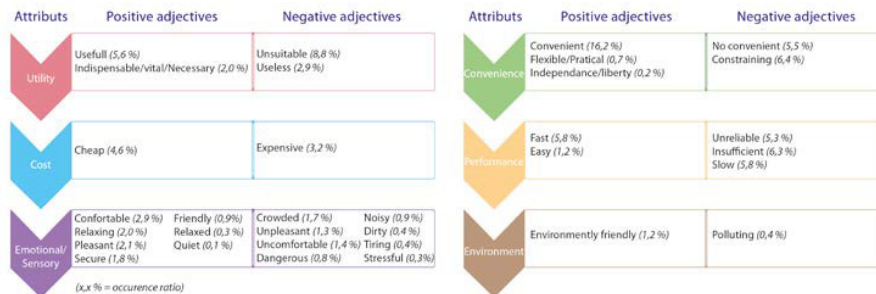 Attributs Positive adjectives Negative adjectives
Utility
Usefull (5,6 %)
Indispensable/vital/Necessary (2,0 %)
Unsuitable (8,8 %)
Useless (2,9 %)
Cost
Cheap (4,6 %)
Expensive (3,2 %)
Emotional/
Sensory
Confortable (2,9 %) Friendly (0,9%)
Relaxing (2,0 %) Relaxed (0,3 %)
Pleasant (2,1 %) Quiet (0,1 %)
Secure (1,8 %)
Crowded (1,7 %) Noisy (0,9 %)
Unpleasant (1,3 %) Dirty (0,4 %)
Uncomfortable (1,4 %) Tiring (0,4%)
Dangerous (0,8 %) Stressful (0,3%)
(x,x % = occurence ratio)
Attributs Positive adjectives Negative adjectives
Convenience
Convenient (16,2 %)
Flexible/Pratical (0,7 %)
Independance/liberty (0,2 %)
No convenient (5,5 %)
Constraining (6,4 %)
Performance
Fast (5,8 %)
Easy (1,2 %)
Unreliable (5,3 %)
Insufficient (6,3 %)
Slow (5,8 %)
Environment
Environmently friendly (1,2 %)
Polluting (0,4 %)